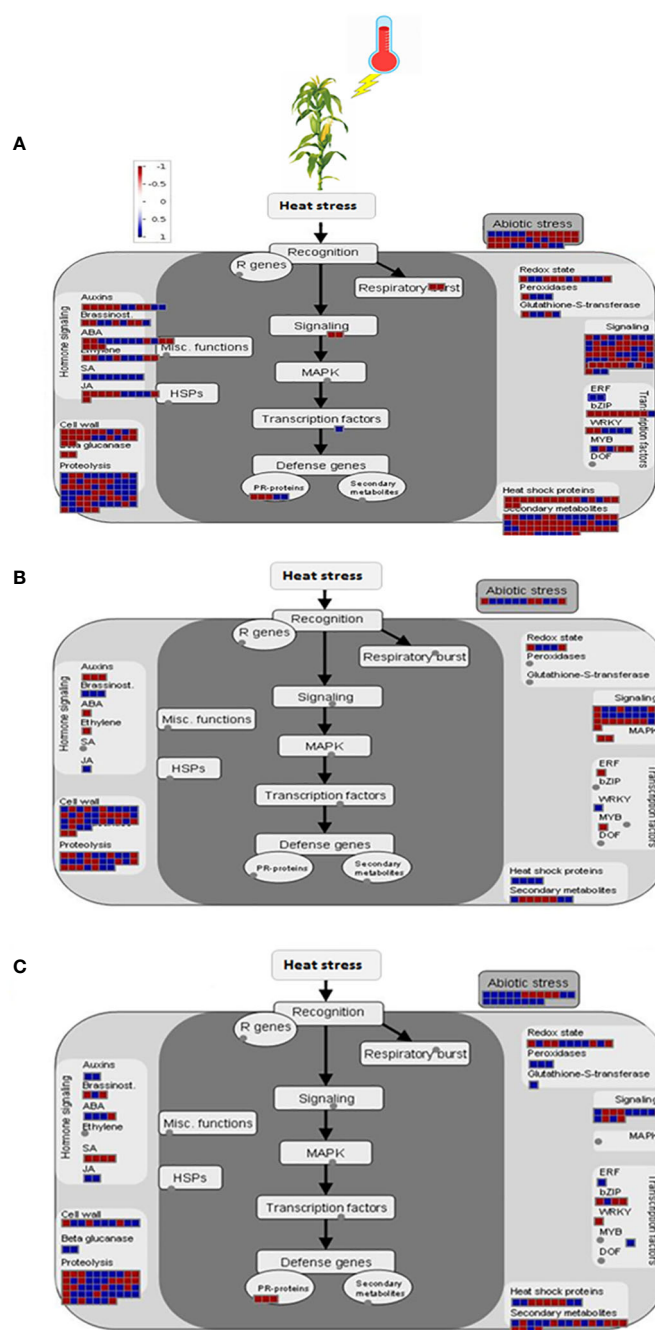 A
-1
-0.5
0
0.5
1
Heat stress
Recognition
R genes
Respiratory burst
Signaling
MAPK
Transcription factors
Defense genes
PR-proteins
Secondary
metabolites
Misc. functions
HSPs
Hormone signaling
Auxins
Brassinost.
ABA
Ethylene
SA
JA
Cell wall
Beta glucanase
Proteolysis
Abiotic stress
Redox state
Peroxidases
Glutathione-S-transferase
Signaling
ERF
bZIP
WRKY
MYB
DOF
Transcription factors
Heat shock proteins
Secondary metabolites
B
Heat stress
Recognition
R genes
Respiratory burst
Signaling
MAPK
Transcription factors
Defense genes
PR-proteins
Secondary
metabolites
Misc. functions
HSPs
Hormone signaling
Auxins
Brassinost.
ABA
Ethylene
SA
JA
Cell wall
Proteolysis
Abiotic stress
Redox state
Peroxidases
Glutathione-S-transferase
Signaling
MAPK
ERF
bZIP
WRKY
MYB
DOF
Transcription factors
Heat shock proteins
Secondary metabolites
C
Heat stress
Recognition
R genes
Respiratory burst
Signaling
MAPK
Transcription factors
Defense genes
PR-proteins
Secondary
metabolites
Misc. functions
HSPs
Hormone signaling
Auxins
Brassinost.
ABA
Ethylene
SA
JA
Cell wall
Beta glucanase
Proteolysis
Abiotic stress
Redox state
Peroxidases
Glutathione-S-transferase
Signaling
MAPK
ERF
bZIP
WRKY
MYB
DOF
Transcription factors
Heat shock proteins
Secondary metabolites